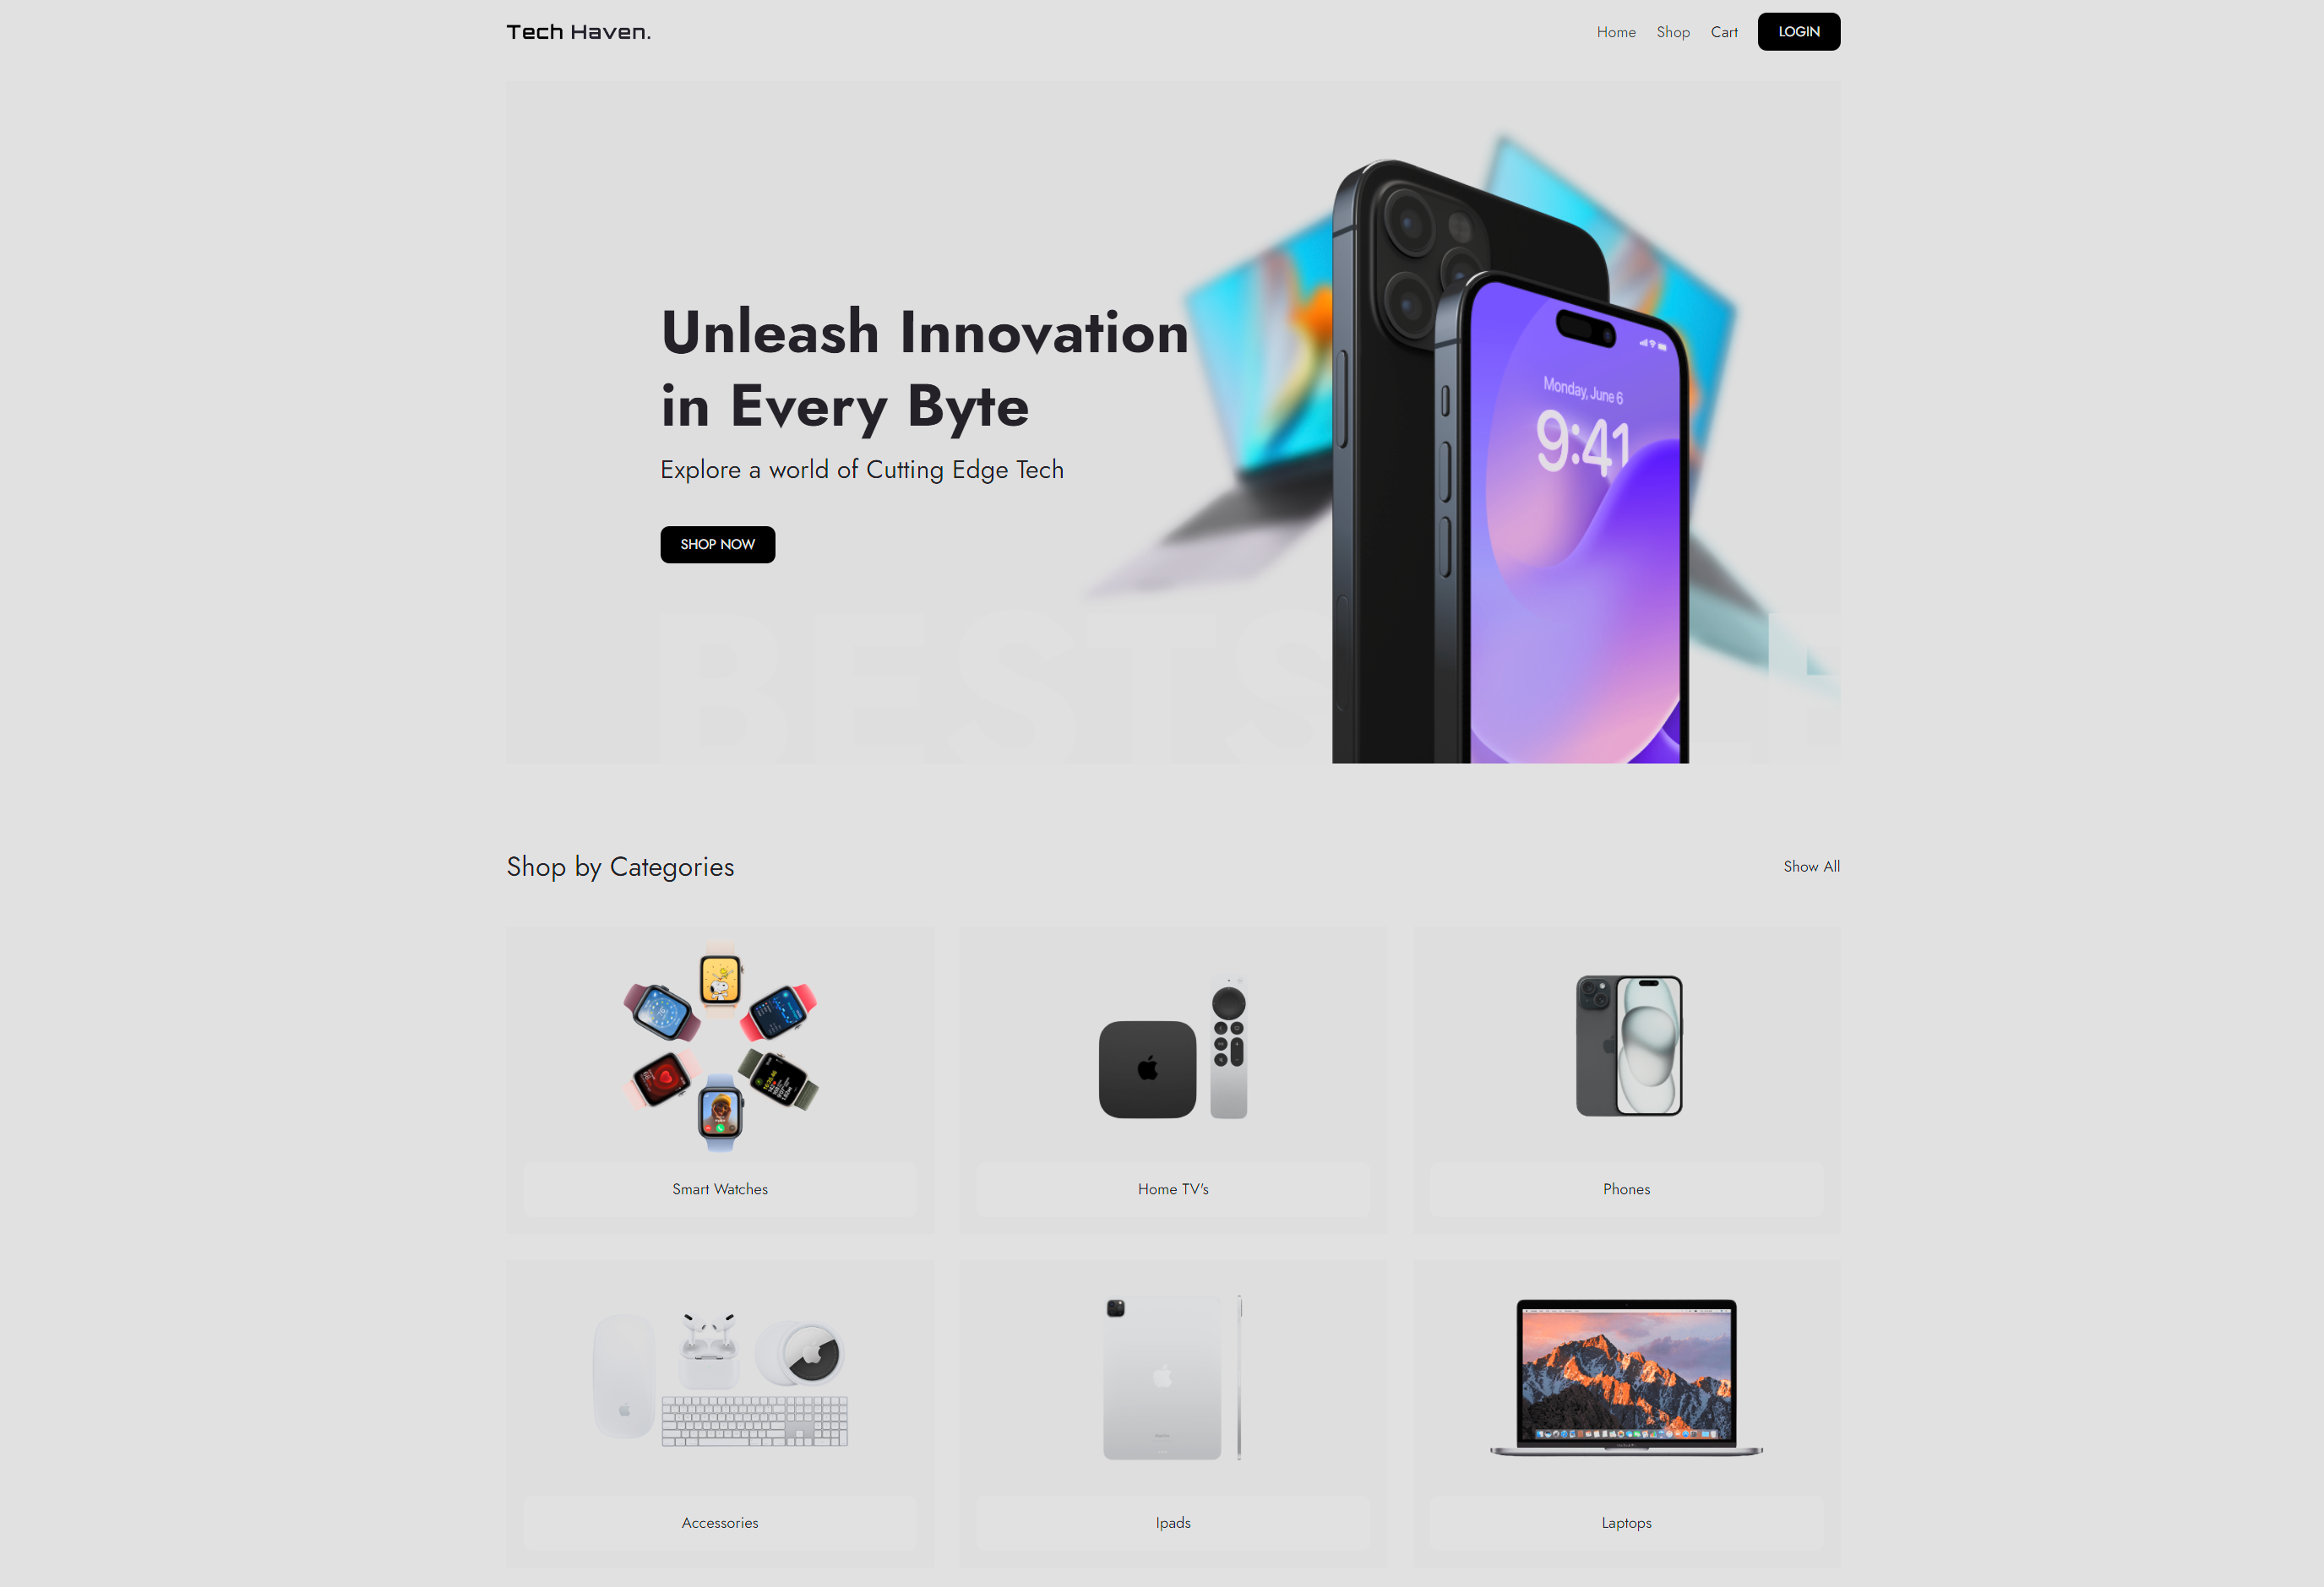 Tech Haven.
Home
Shop
Cart
LOGIN
Unleash Innovation
in Every Byte
Explore a world of Cutting Edge Tech
SHOP NOW
Monday, June 6
9:41
BESTS
E
Shop by Categories
Show All
Smart Watches
Home TV's
Phones
Accessories
Ipads
Laptops